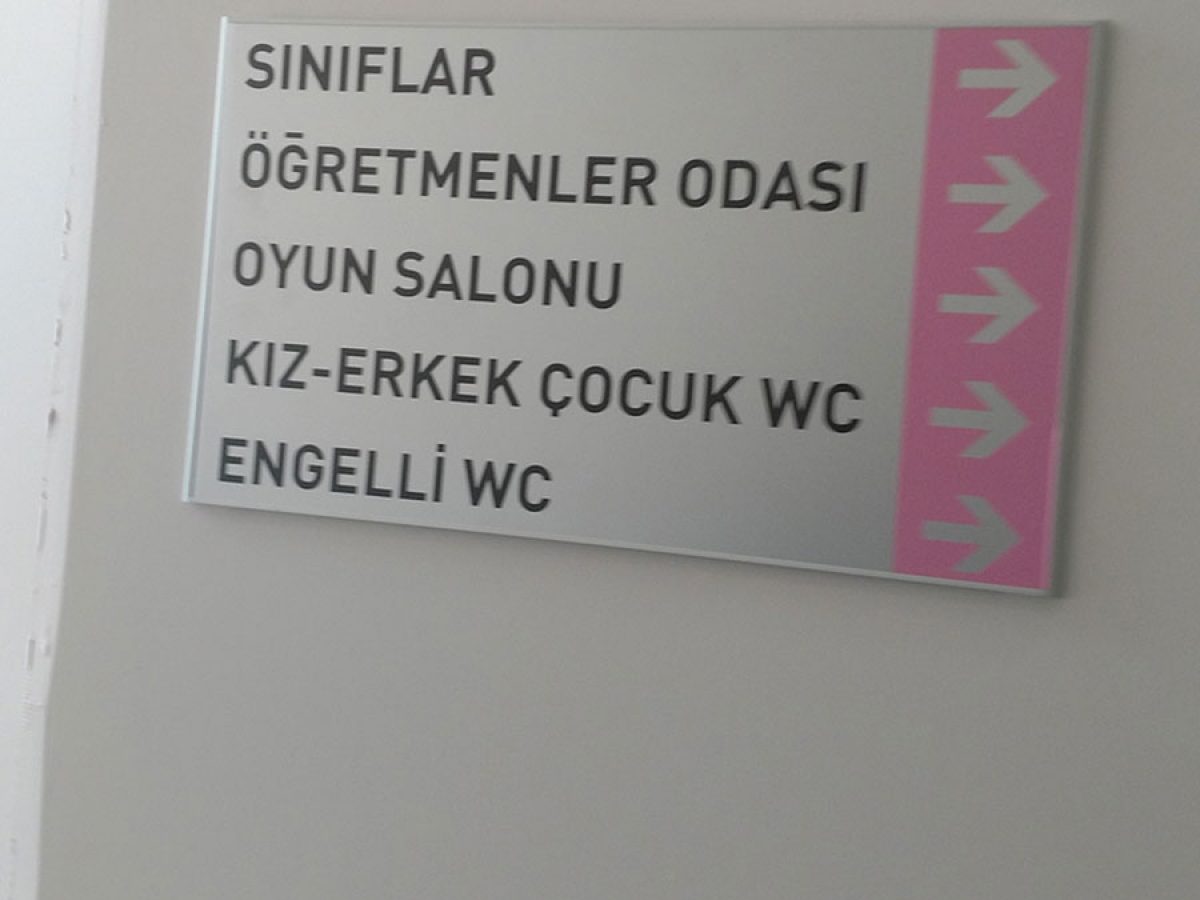 SINIFLAR
ÖĞRETMENLER ODASI
OYUN SALONU
KIZ-ERKEK ÇOCUK WC
ENGELLİ WC